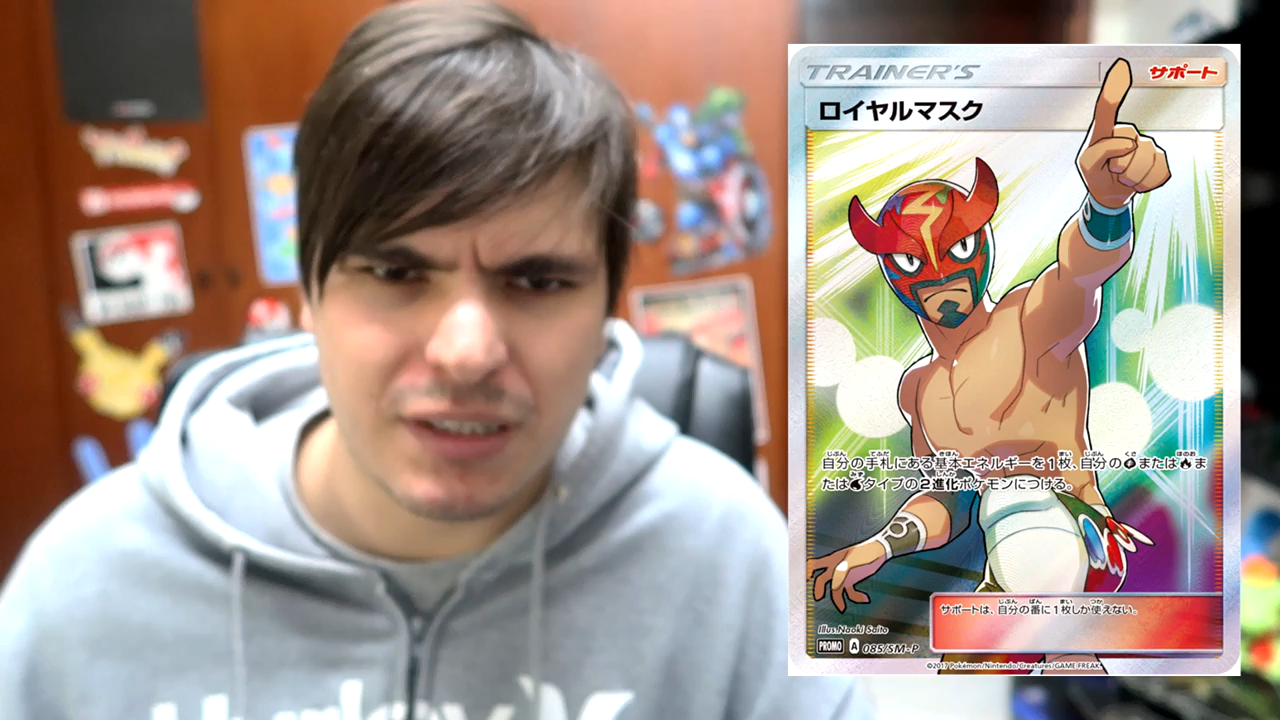 TRAINER'S
サポート
ロイヤルマスク
自分の手札にある基本エネルギーを1枚、自分のまたはま
たはタイプの2進化ポケモンにつける。
サポートは、自分の番に1枚しか使えない。
Illus. Naoki Saito
PROMO A 085/SM-P
©2017 Pokémon/Nintendo/Creatures/GAME FREAK.
Hurley